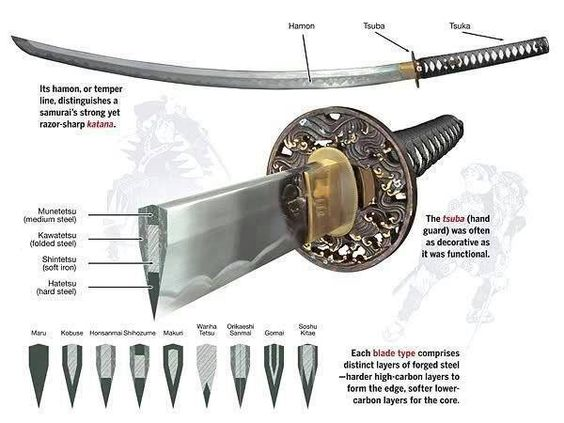 Hamon
Tsuba
Tsuka
Its hamon, or temper
line, distinguishes a
samurai's strong yet
razor-sharp katana.
Munetetsu
(medium steel)
Kawatetsu
(folded steel)
Shintetsu
(soft iron)
Hatetsu
(hard steel)
The tsuba (hand
guard) was often
as decorative as
it was functional.
Maru
Kobuse
Honsanmai
Shihozume
Makuri
Wariha
Tetsu
Orikaeshi
Sanmai
Gomai
Soshu
Kitae
Each blade type comprises
distinct layers of forged steel
—harder high-carbon layers to
form the edge, softer lower-
carbon layers for the core.